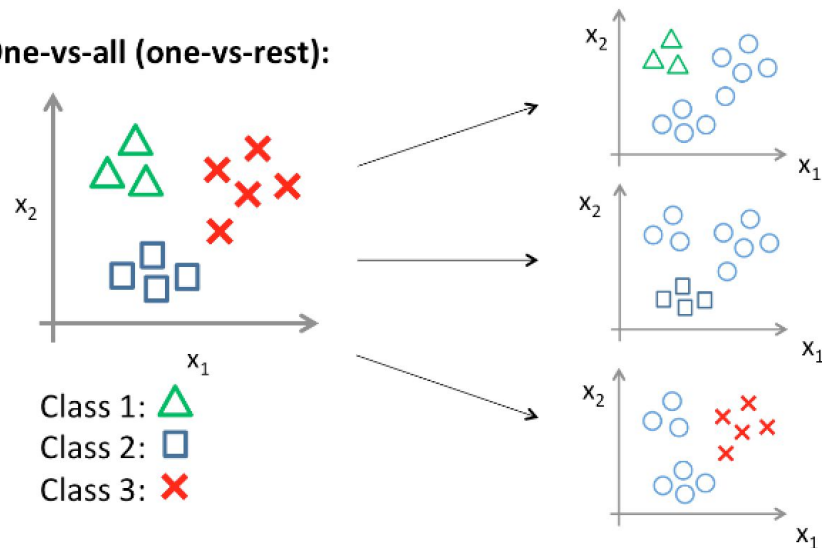 One-vs-all (one-vs-rest):
x2
x1
Class 1:
Class 2:
Class 3:
x2
x1
x2
x1
x2
x1